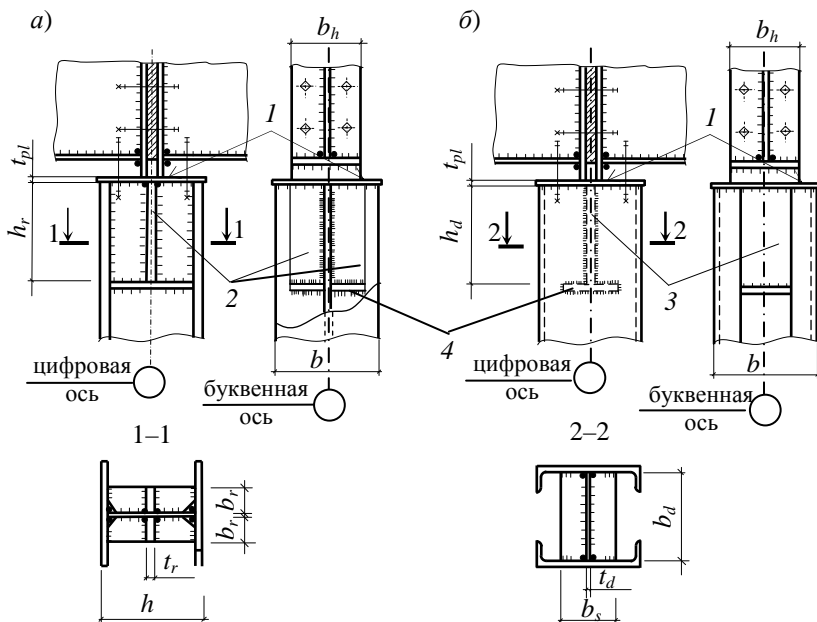 а)
b_h
б)
b_h
1
1
t_pl
t_pl
h_r
h_d
1
1
2
2
2
3
4
b
b
цифровая
ось
буквенная
ось
цифровая
ось
буквенная
ось
1–1
2–2
b_r
b_r
t_r
h
b_d
t_d
b_s